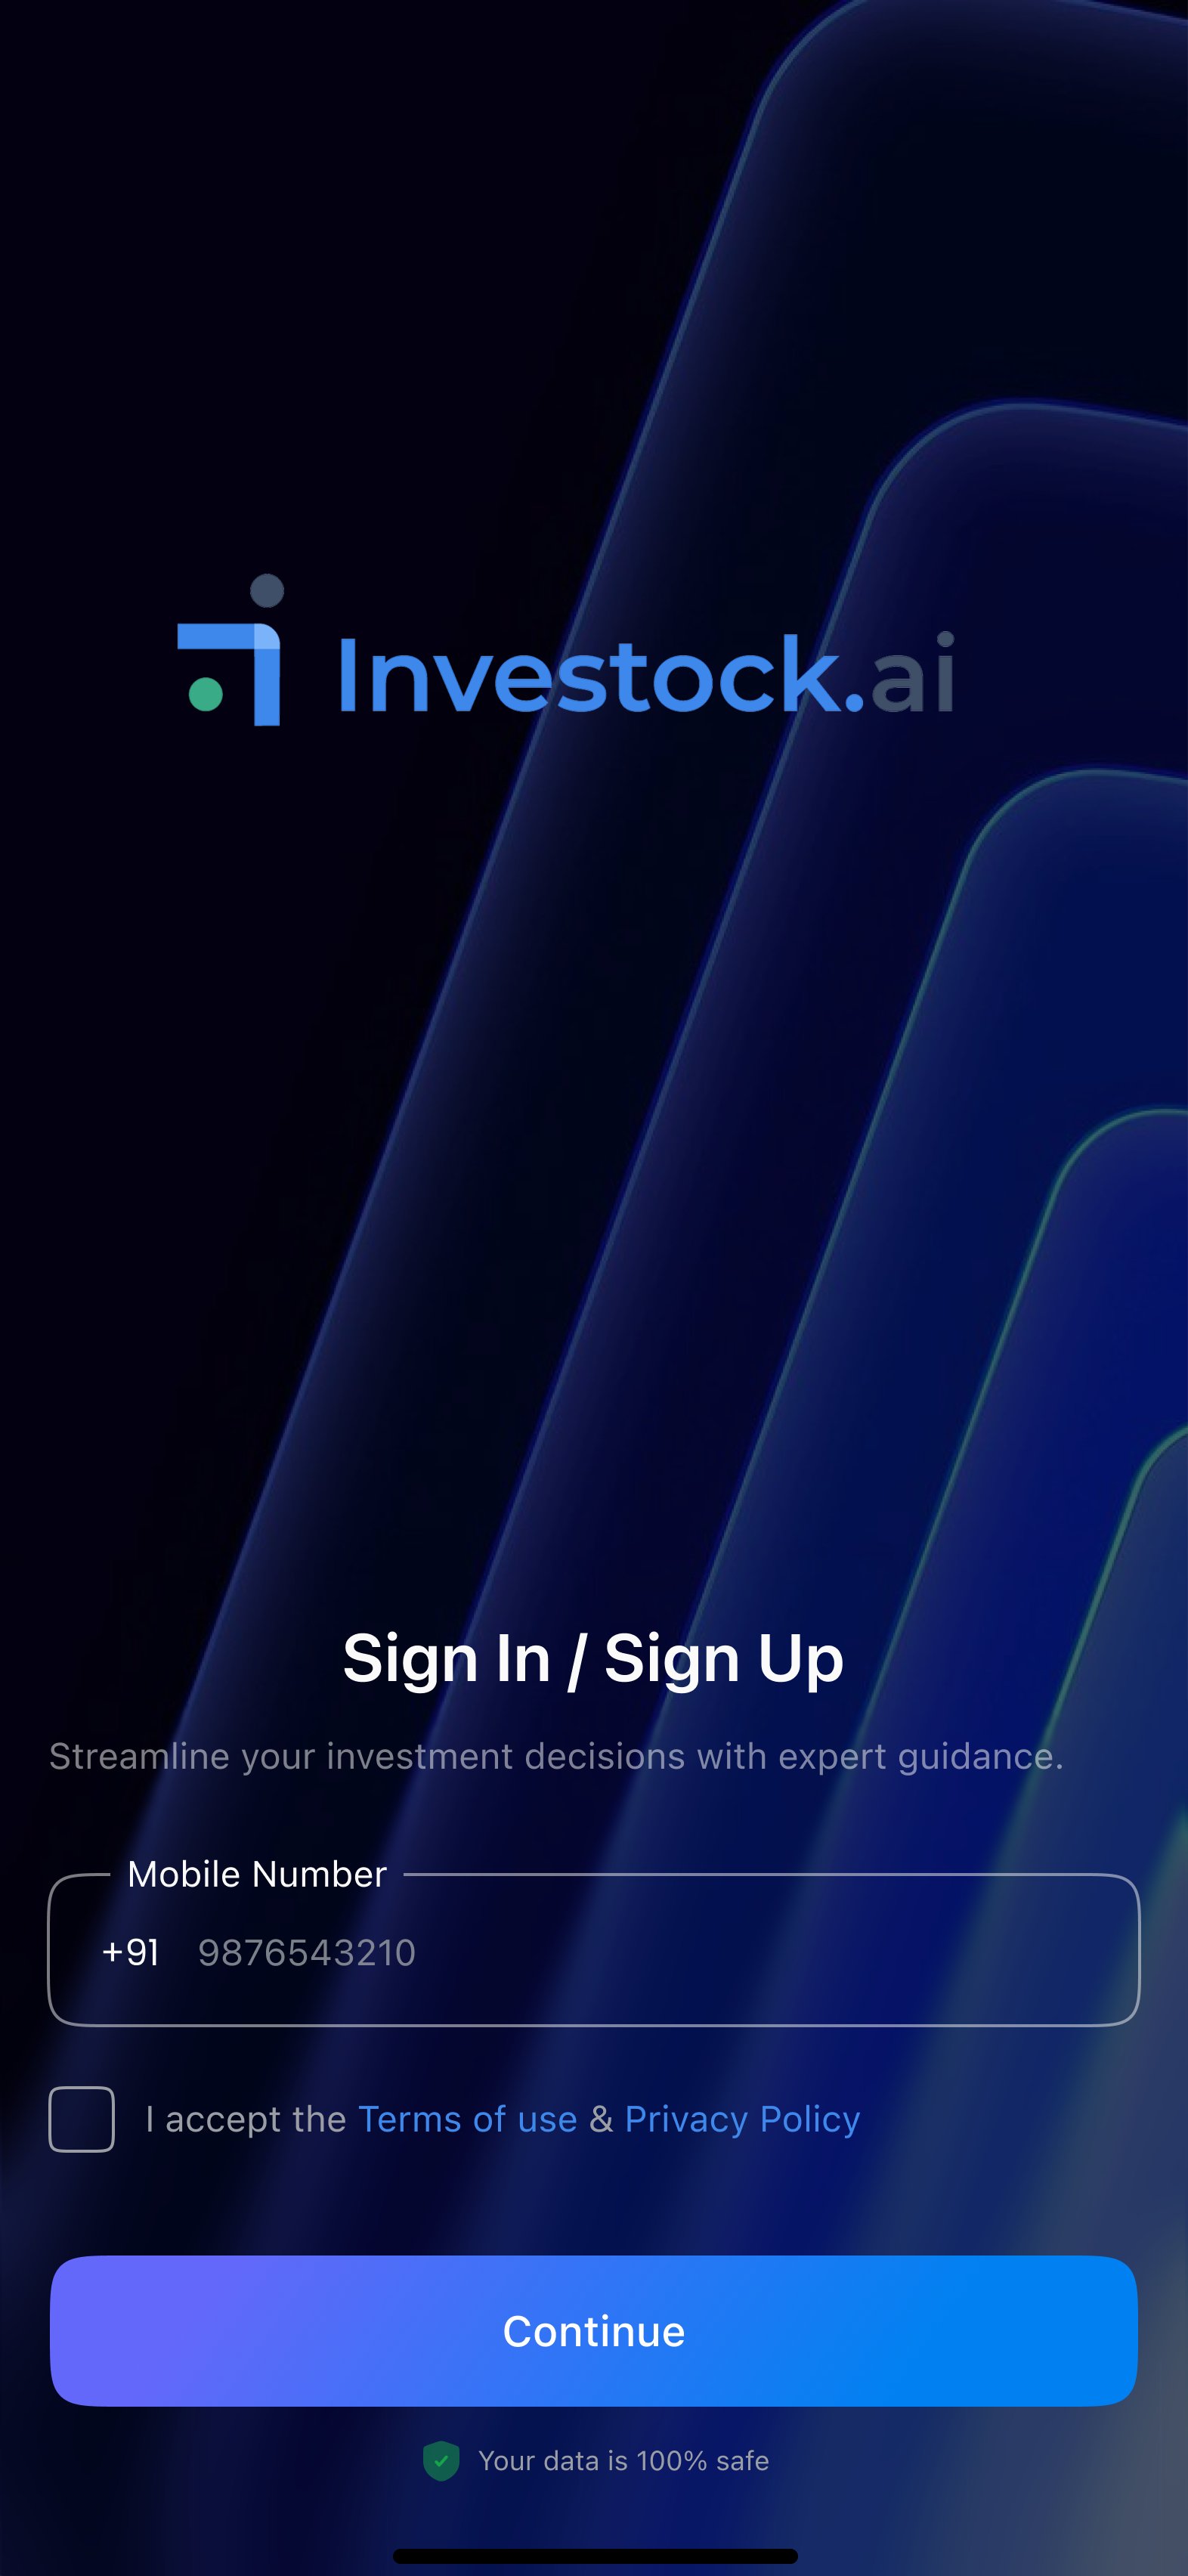 Investock.ai
Sign In / Sign Up
Streamline your investment decisions with expert guidance.
Mobile Number
+91 9876543210
I accept the Terms of use & Privacy Policy
Continue
Your data is 100% safe